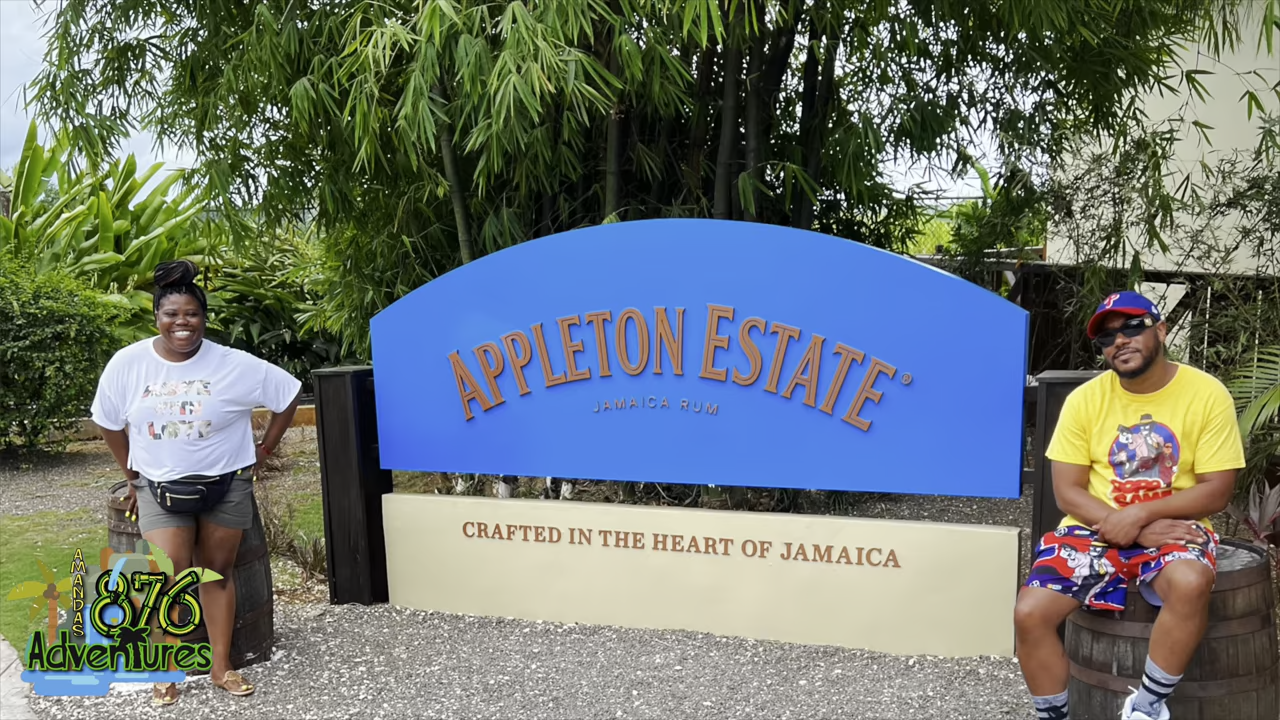 APPLETON ESTATE®
JAMAICA RUM
CRAFTED IN THE HEART OF JAMAICA
AMANDAS
876
Adventures